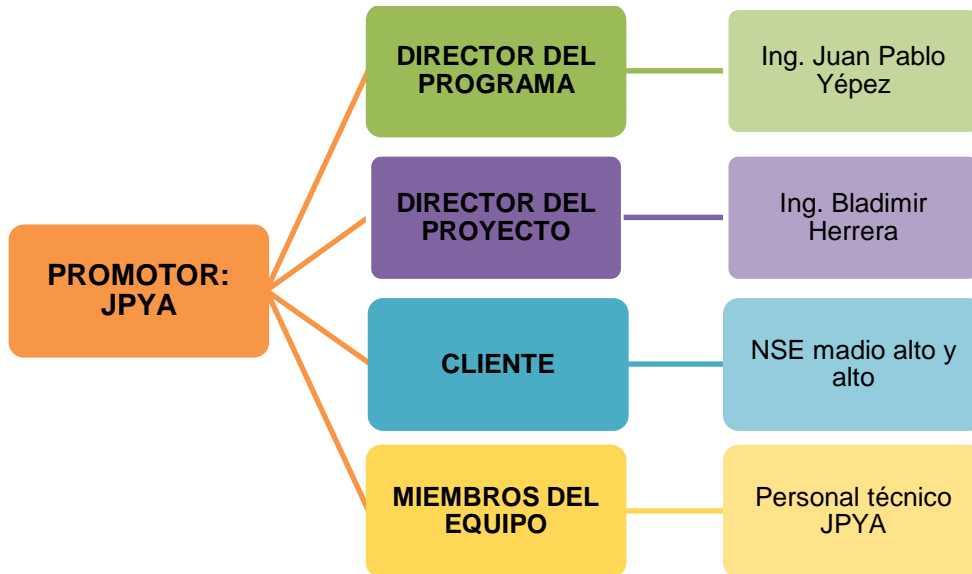 DIRECTOR DEL
PROGRAMA
Ing. Juan Pablo
Yépez
DIRECTOR DEL
PROYECTO
Ing. Bladimir
Herrera
PROMOTOR:
JPYA
CLIENTE
NSE madio alto y
alto
MIEMBROS DEL
EQUIPO
Personal técnico
JPYA